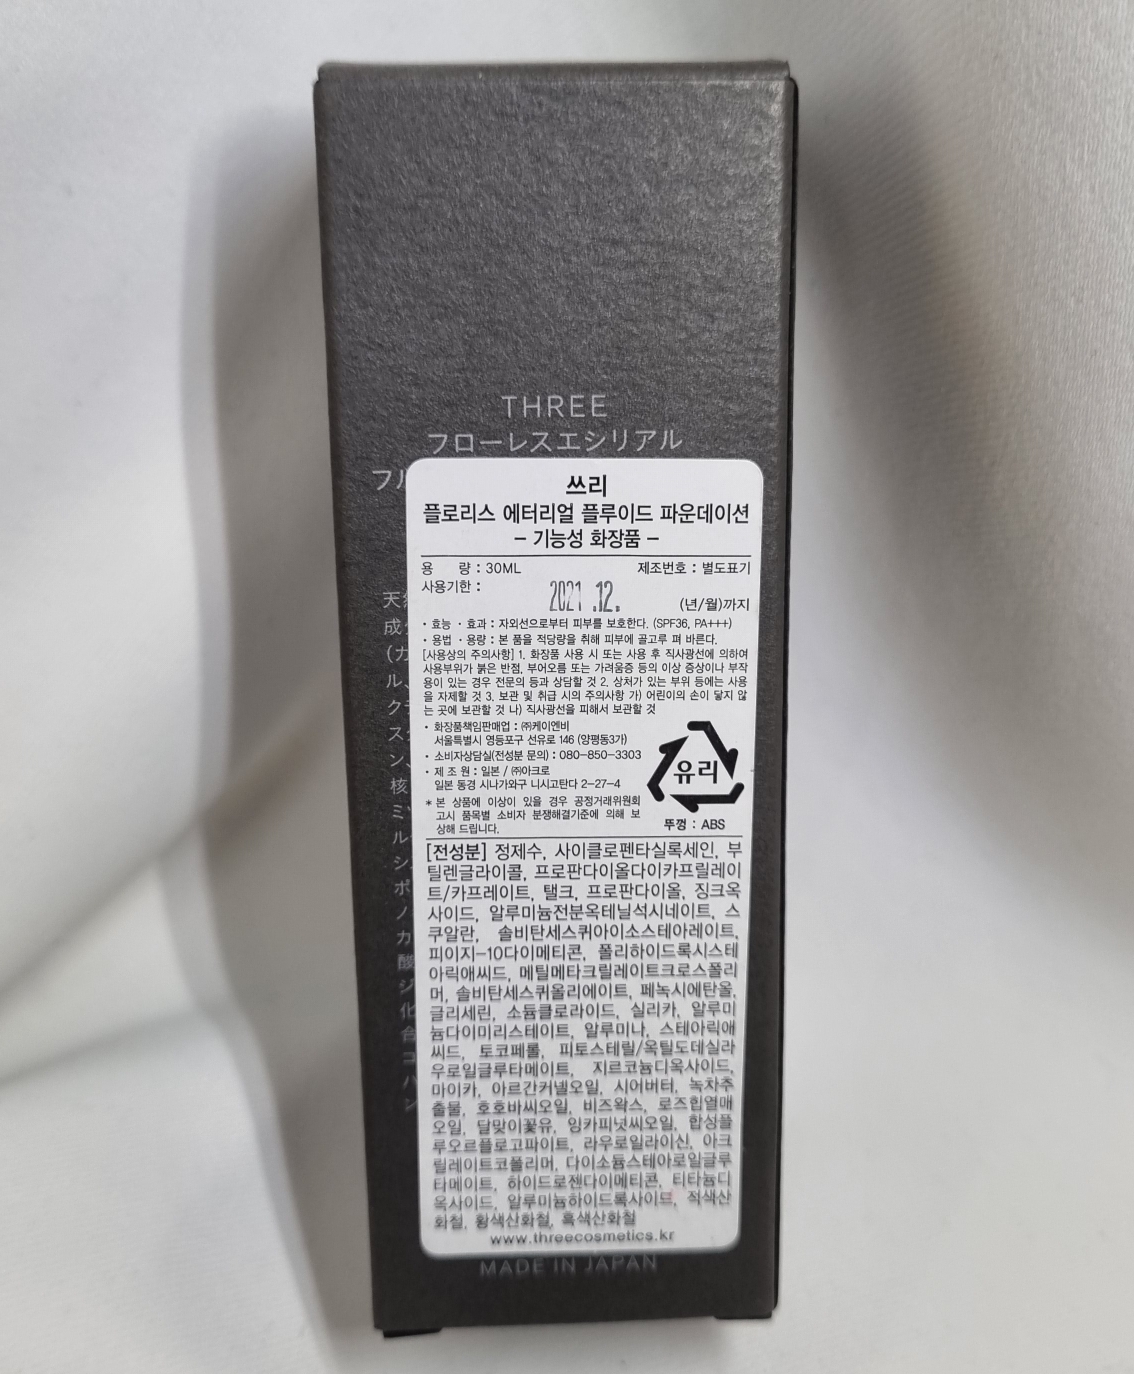 THREE
フローレスエシリアル
フル
쓰리
플로리스 에터리얼 플루이드 파운데이션
– 기능성 화장품 –
용 량 : 30ML 제조번호 : 별도표기
사용기한 : 2021 .12. (년/월)까지
· 효능 · 효과 : 자외선으로부터 피부를 보호한다. (SPF36, PA+++)
· 용법 · 용량 : 본 품을 적당량을 취해 피부에 골고루 펴 바른다.
[사용상의 주의사항] 1. 화장품 사용 시 또는 사용 후 직사광선에 의하여
사용부위가 붉은 반점, 부어오름 또는 가려움증 등의 이상 증상이나 부작
용이 있는 경우 전문의 등과 상담할 것 2. 상처가 있는 부위 등에는 사용
을 자제할 것 3. 보관 및 취급 시의 주의사항 가) 어린이의 손이 닿지 않
는 곳에 보관할 것 나) 직사광선을 피해서 보관할 것
· 화장품책임판매업 : ㈜케이엔비
서울특별시 영등포구 선유로 146 (양평동3가)
· 소비자상담실(전성분 문의) : 080-850-3303
· 제 조 원 : 일본 / ㈜아크로
일본 동경 시나가와구 니시고탄다 2-27-4
* 본 상품에 이상이 있을 경우 공정거래위원회
고시 품목별 소비자 분쟁해결기준에 의해 보
상해 드립니다.
유리
뚜껑 : ABS
[전성분] 정제수, 사이클로펜타실록세인, 부
틸렌글라이콜, 프로판다이올다이카프릴레이
트/카프레이트, 탤크, 프로판다이올, 징크옥
사이드, 알루미늄전분옥테닐석시네이트, 스
쿠알란, 솔비탄세스퀴아이소스테아레이트,
피이지-10다이메티콘, 폴리하이드록시스테
아릭애씨드, 메틸메타크릴레이트크로스폴리
머, 솔비탄세스퀴올리에이트, 페녹시에탄올,
글리세린, 소듐클로라이드, 실리카, 알루미
늄다이미리스테이트, 알루미나, 스테아릭애
씨드, 토코페롤, 피토스테릴/옥틸도데실라
우로일글루타메이트, 지르코늄디옥사이드,
마이카, 아르간커넬오일, 시어버터, 녹차추
출물, 호호바씨오일, 비즈왁스, 로즈힙열매
오일, 달맞이꽃유, 잉카피넛씨오일, 합성플
루오르플로고파이트, 라우로일라이신, 아크
릴레이트코폴리머, 다이소듐스테아로일글루
타메이트, 하이드로젠다이메티콘, 티타늄디
옥사이드, 알루미늄하이드록사이드, 적색산
화철, 황색산화철, 흑색산화철
www.threecosmetics.kr
MADE IN JAPAN
天
成
(カ
ル、
ク
ス
ン、
核
ミ
ル
シ
ポ
ノ
カ
酸
ジ
化
合
コ
ハ
ン